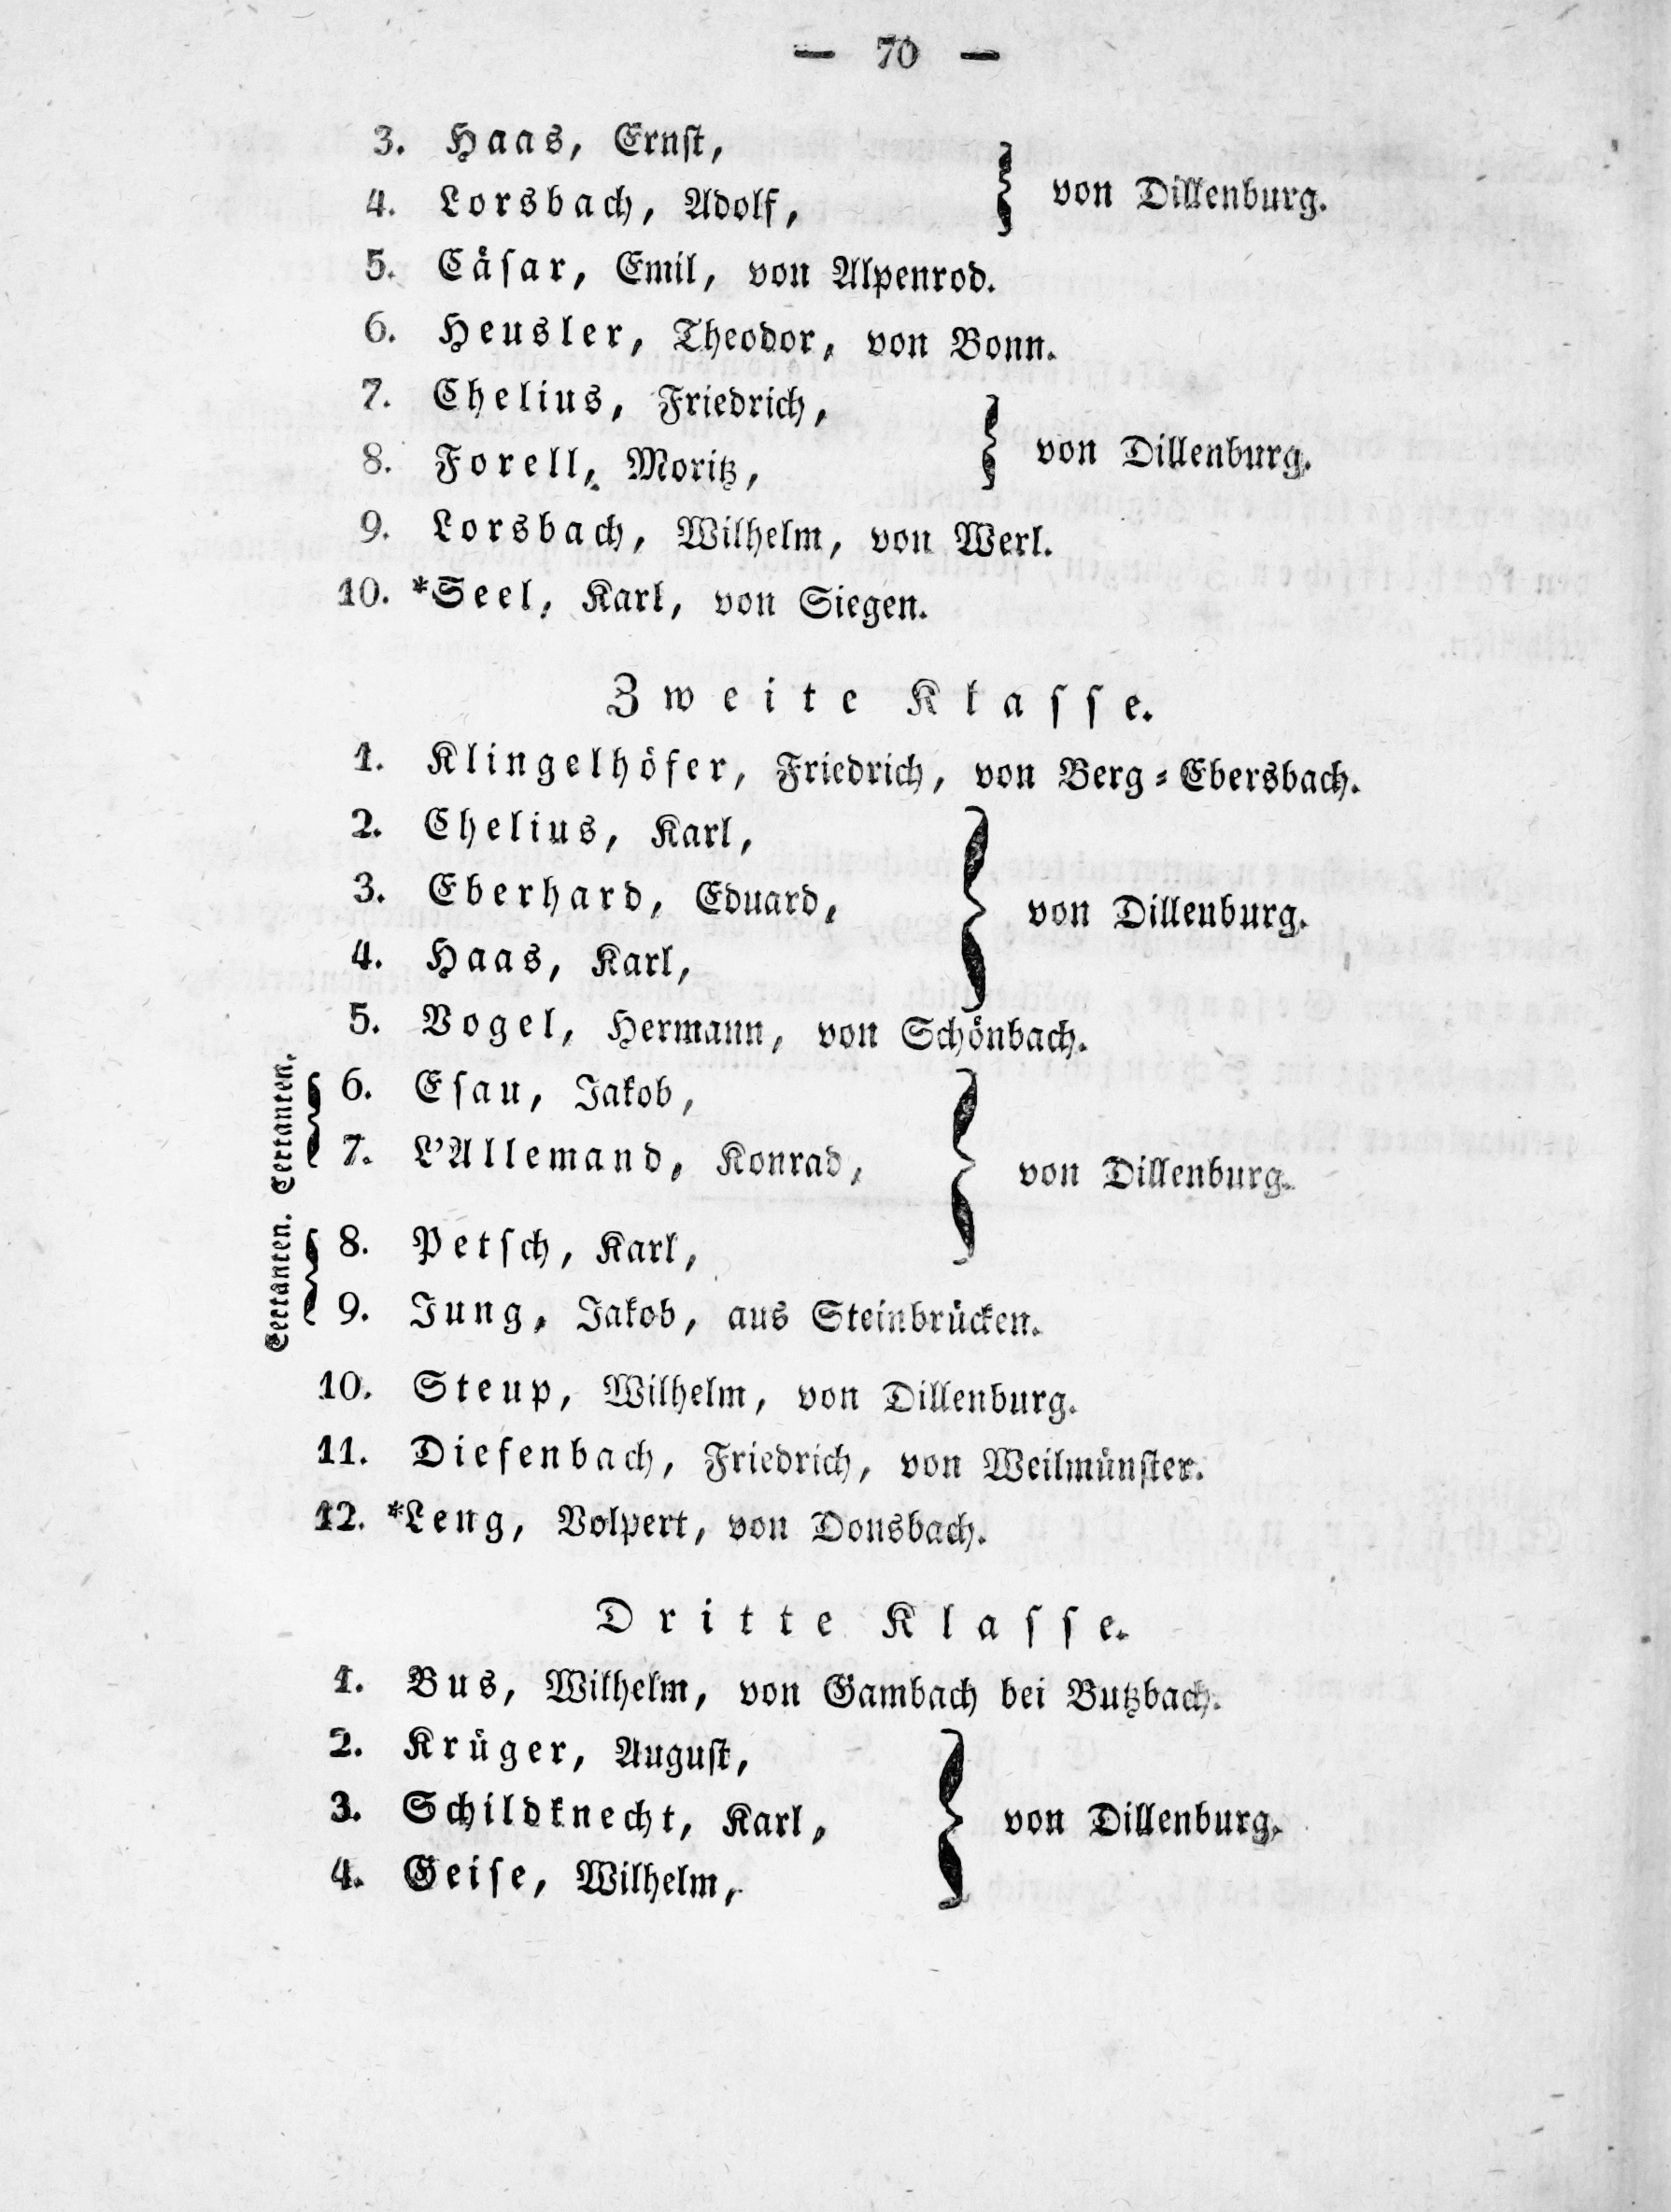 — 70 —
3. Haas, Ernst,
4. Lorsbach, Adolf,
von Dillenburg.
5. Cäsar, Emil, von Alpenrod.
6. Heusler, Theodor, von Bonn.
7. Chelius, Friedrich,
8. Forell, Moritz,
von Dillenburg.
9. Lorsbach, Wilhelm, von Werl.
10. *Seel, Karl, von Siegen.
Zweite Klasse.
1. Klingelhöfer, Friedrich, von Berg-Ebersbach.
2. Chelius, Karl,
3. Eberhard, Eduard,
4. Haas, Karl,
von Dillenburg.
5. Vogel, Hermann, von Schönbach.
Certanten.
6. Esau, Jakob,
7. L'Allemand, Konrad,
Certanten.
8. Petsch, Karl,
von Dillenburg.
9. Jung, Jakob, aus Steinbrücken.
10. Steup, Wilhelm, von Dillenburg.
11. Diefenbach, Friedrich, von Weilmünster.
12. *Leng, Volpert, von Donsbach.
Dritte Klasse.
1. Bus, Wilhelm, von Gambach bei Butzbach.
2. Krüger, August,
3. Schildknecht, Karl,
4. Geise, Wilhelm,
von Dillenburg.